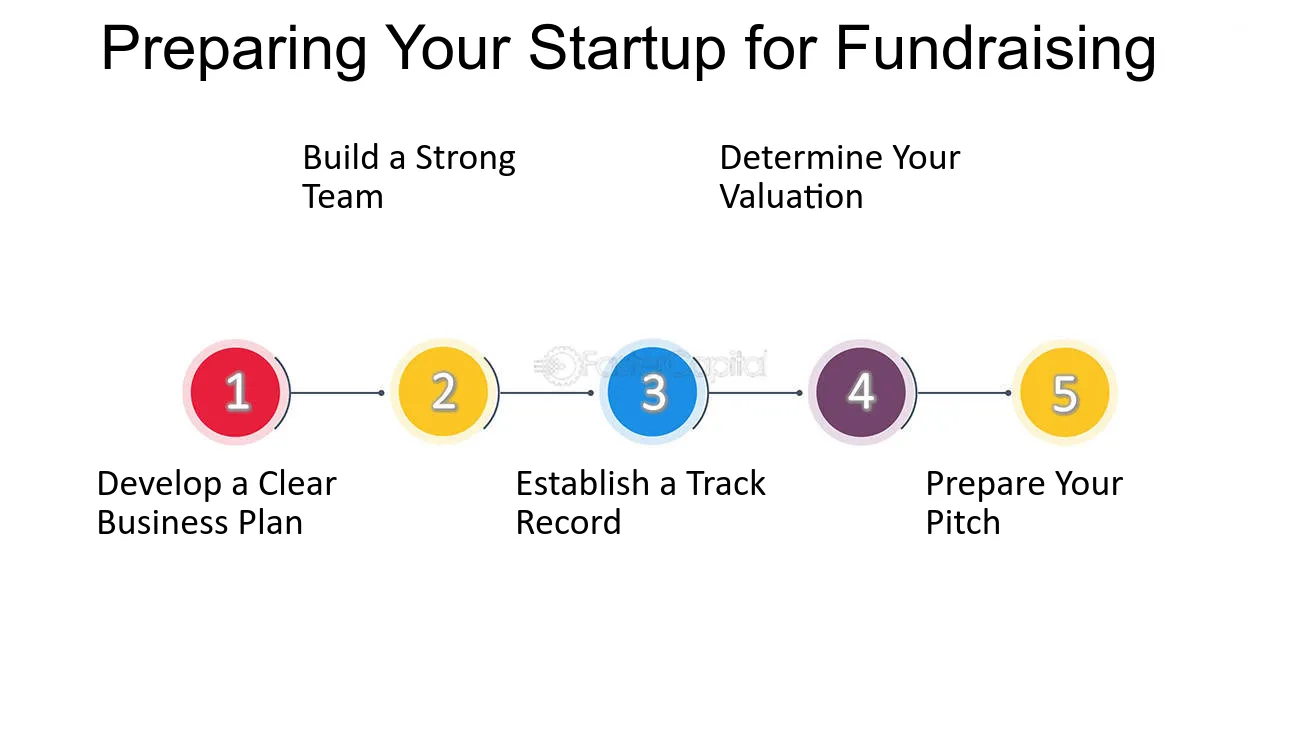 Preparing Your Startup for Fundraising
Build a Strong
Team
Determine Your
Valuation
FasterCapital
1
2
3
4
5
Develop a Clear
Business Plan
Establish a Track
Record
Prepare Your
Pitch